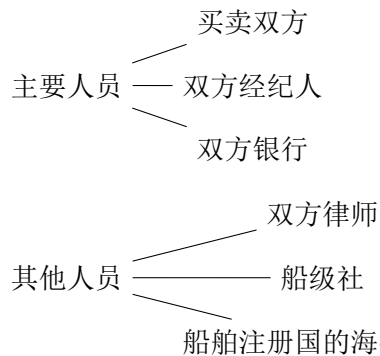 买卖双方
主要人员
双方经纪人
双方银行
双方律师
其他人员
船级社
船舶注册国的海